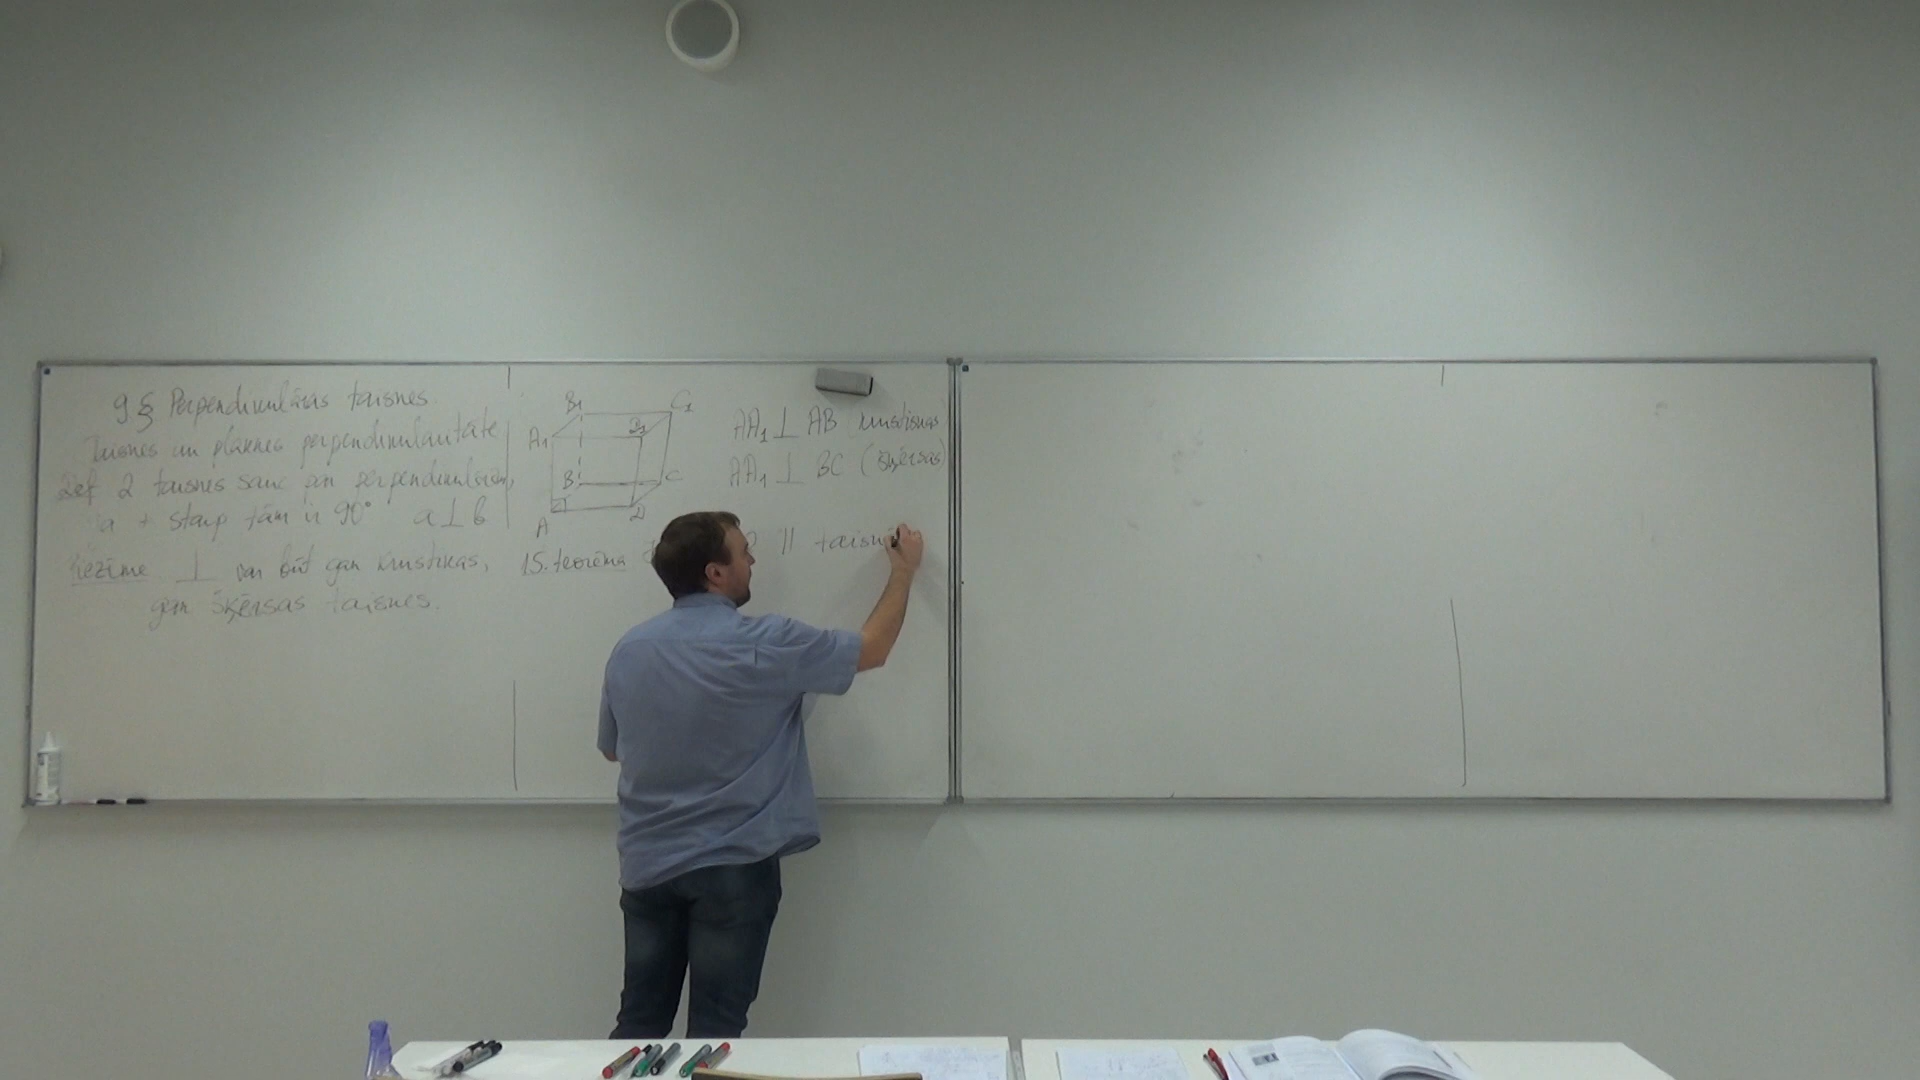 9§ Perpendikulāras taisnes.
Taisnes un plaknes perpendikularitāte
Def 2 taisnes sauc par perpendikulārām,
ja ∢ starp tām ir 90° a⊥b
Piezīme ⊥ var būt gan krustiskas,
gan šķērsas taisnes.
B₁ C₁
A₁ D₁
B C
A D
AA₁ ⊥ AB (krustiskas)
AA₁ ⊥ BC (šķērsas)
15. teorēma
2 || taisn